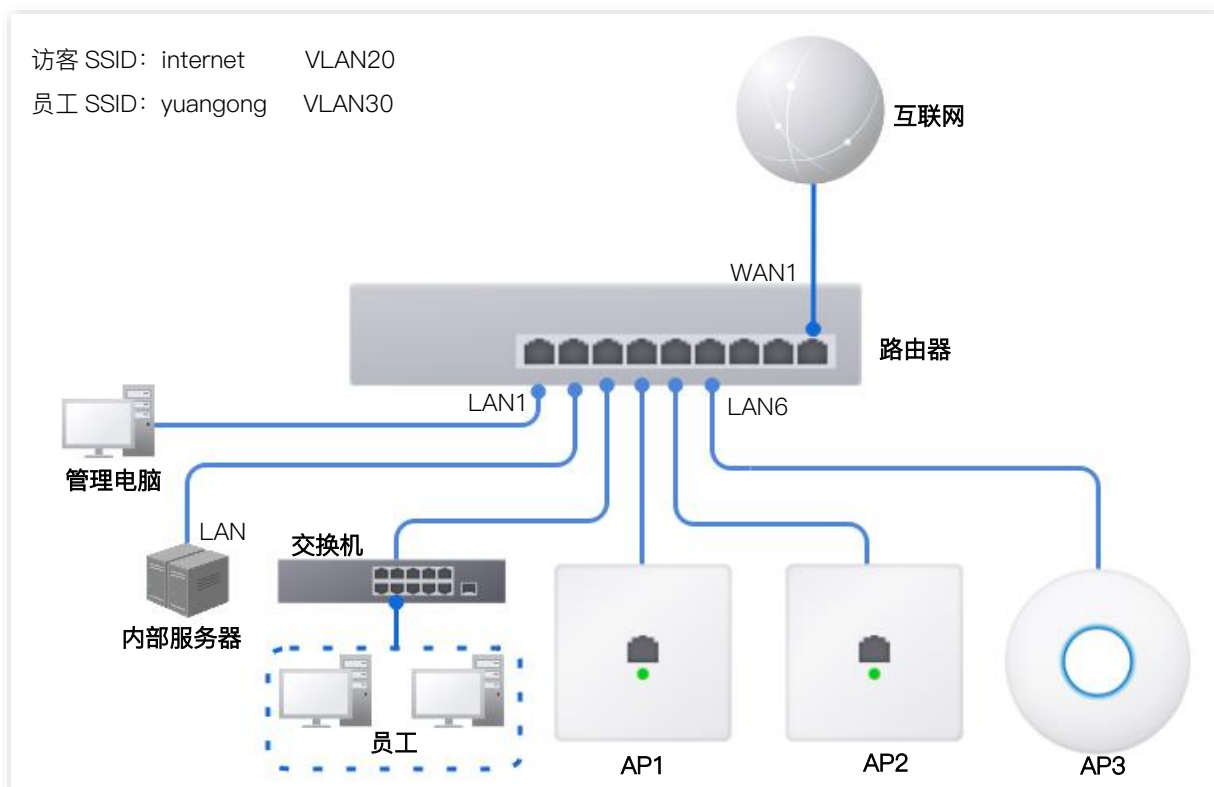 访客 SSID：internet VLAN20
员工 SSID：yuangong VLAN30
互联网
WAN1
路由器
LAN1
LAN6
管理电脑
LAN
交换机
内部服务器
员工
AP1
AP2
AP3